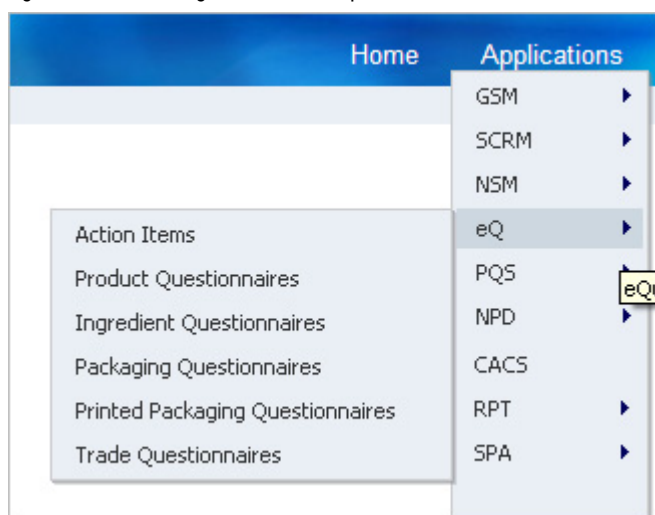 Home Applications
GSM
SCRM
NSM
eQ
PQS
NPD
CACS
RPT
SPA
Action Items
Product Questionnaires
Ingredient Questionnaires
Packaging Questionnaires
Printed Packaging Questionnaires
Trade Questionnaires